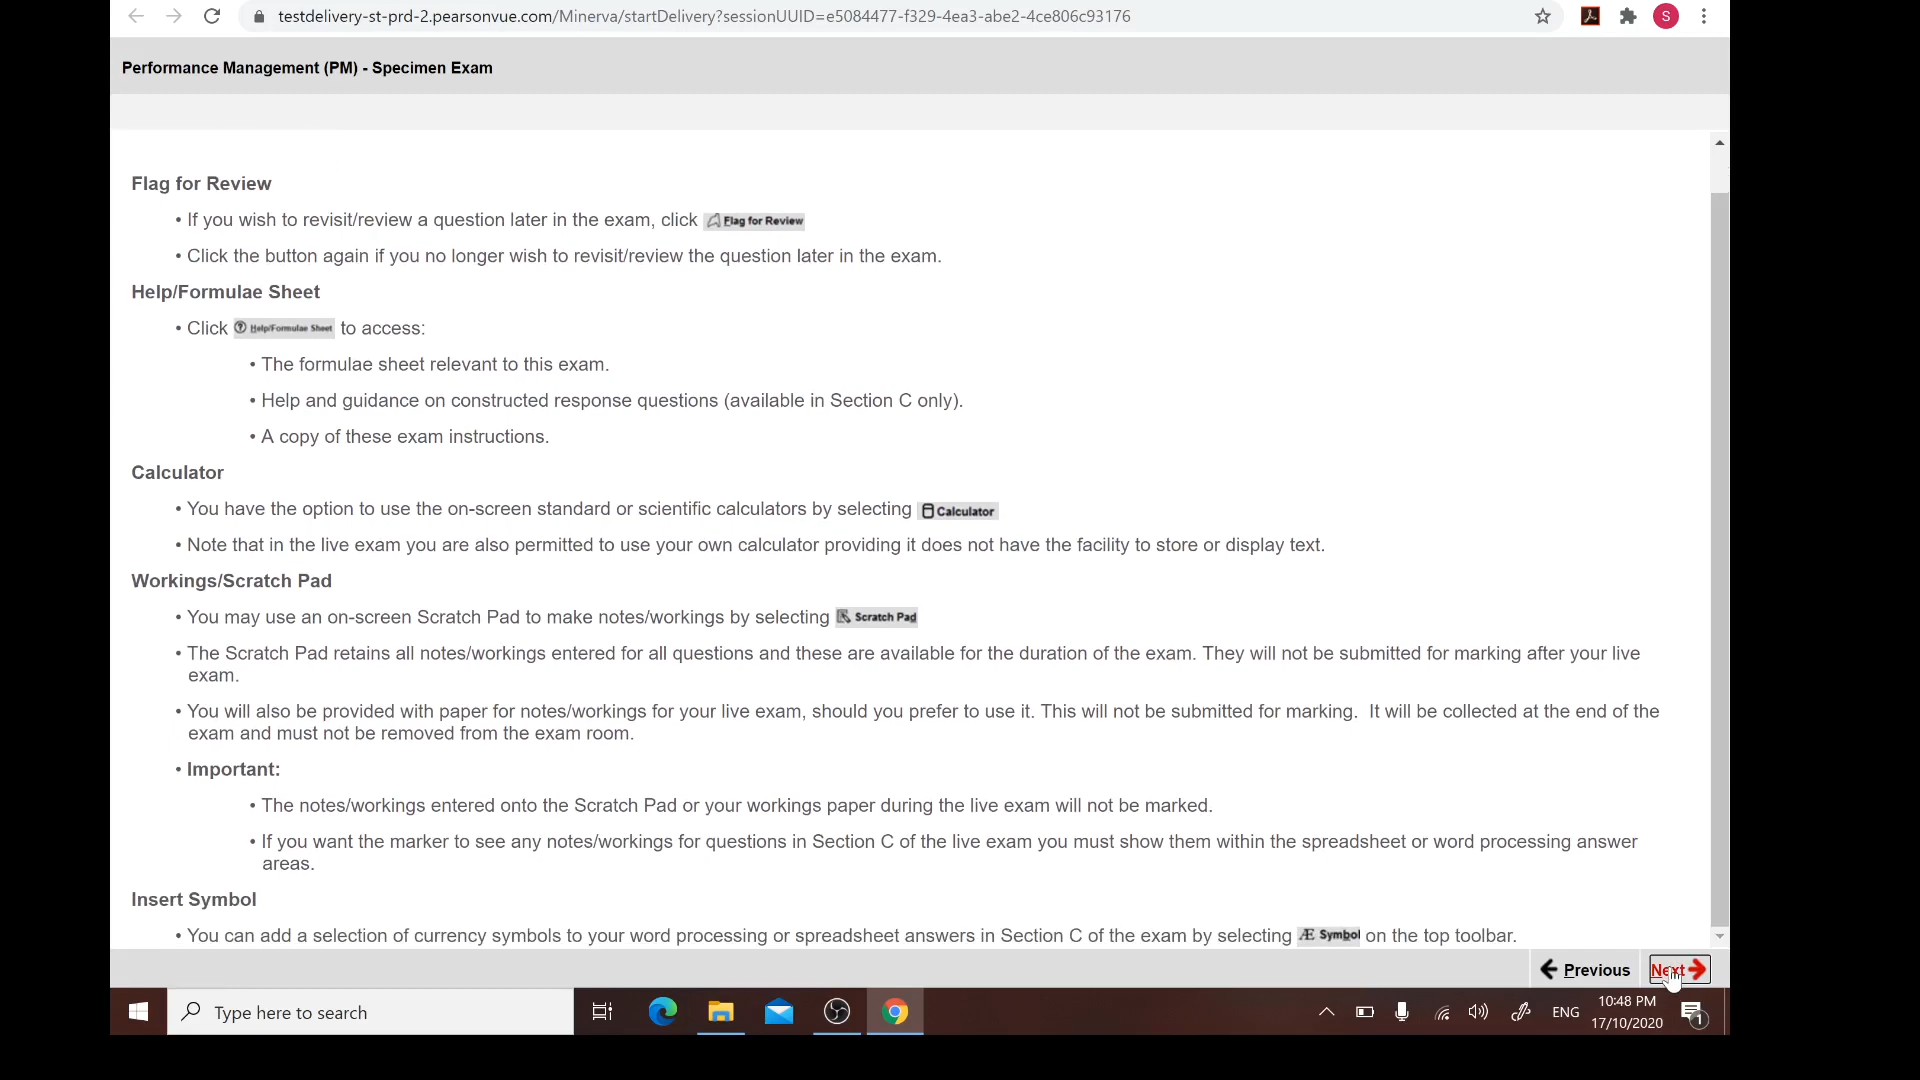 testdelivery-st-prd-2.pearsonvue.com/Minerva/startDelivery?sessionUUID=e5084477-f329-4ea3-abe2-4ce806c93176
S
Performance Management (PM) - Specimen Exam
Flag for Review
• If you wish to revisit/review a question later in the exam, click Flag for Review
• Click the button again if you no longer wish to revisit/review the question later in the exam.
Help/Formulae Sheet
• Click Help/Formulae Sheet to access:
• The formulae sheet relevant to this exam.
• Help and guidance on constructed response questions (available in Section C only).
• A copy of these exam instructions.
Calculator
• You have the option to use the on-screen standard or scientific calculators by selecting Calculator
• Note that in the live exam you are also permitted to use your own calculator providing it does not have the facility to store or display text.
Workings/Scratch Pad
• You may use an on-screen Scratch Pad to make notes/workings by selecting Scratch Pad
• The Scratch Pad retains all notes/workings entered for all questions and these are available for the duration of the exam. They will not be submitted for marking after your live
exam.
• You will also be provided with paper for notes/workings for your live exam, should you prefer to use it. This will not be submitted for marking.  It will be collected at the end of the
exam and must not be removed from the exam room.
• Important:
• The notes/workings entered onto the Scratch Pad or your workings paper during the live exam will not be marked.
• If you want the marker to see any notes/workings for questions in Section C of the live exam you must show them within the spreadsheet or word processing answer
areas.
Insert Symbol
• You can add a selection of currency symbols to your word processing or spreadsheet answers in Section C of the exam by selecting Æ Symbol on the top toolbar.
Previous Next
Type here to search
ENG
10:48 PM
17/10/2020
1